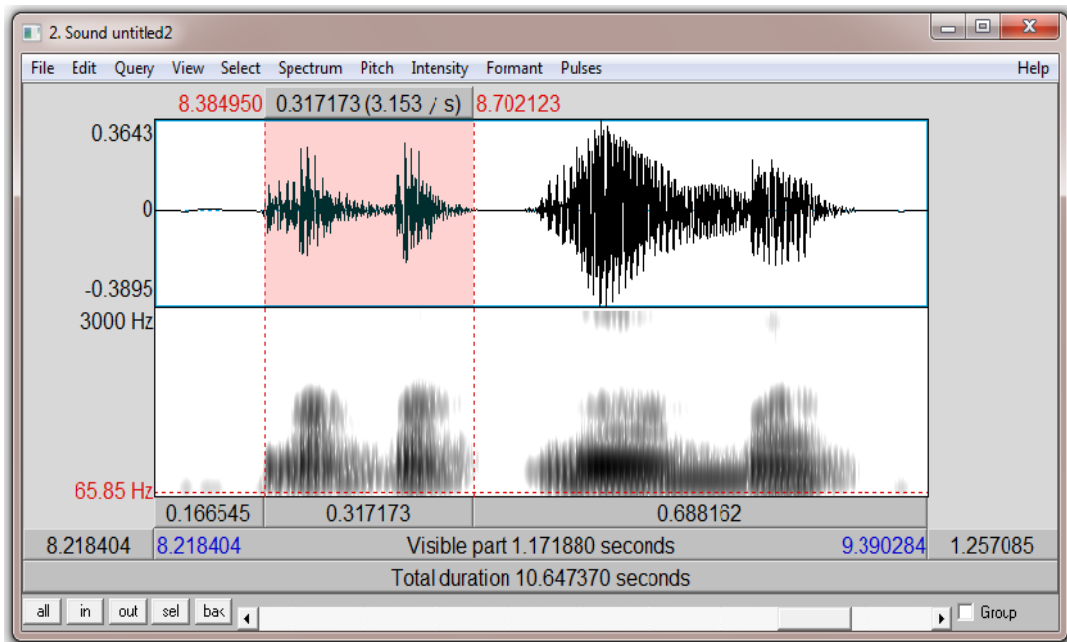 2. Sound untitled2
File Edit Query View Select Spectrum Pitch Intensity Formant Pulses Help
8.384950 0.317173 (3.153 / s) 8.702123
0.3643
0
-0.3895
3000 Hz
65.85 Hz
0.166545 0.317173 0.688162
8.218404 8.218404 Visible part 1.171880 seconds 9.390284 1.257085
Total duration 10.647370 seconds
all in out sel bak Group